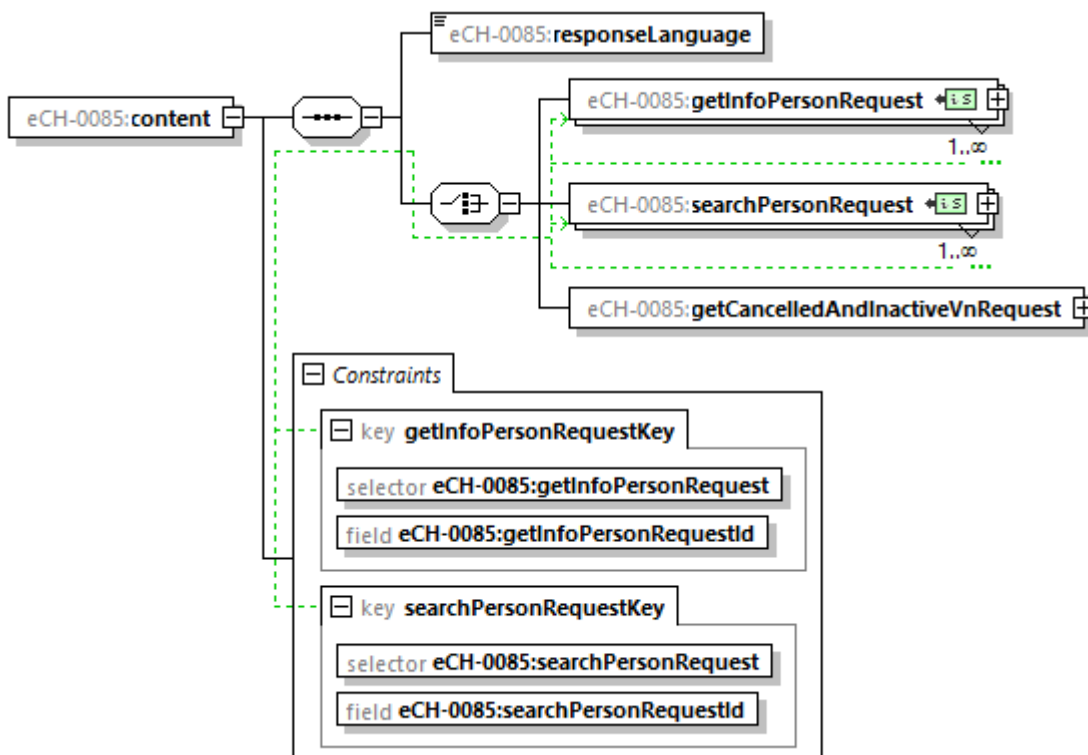 eCH-0085:responseLanguage
eCH-0085:content
eCH-0085:getInfoPersonRequest
1..∞
eCH-0085:searchPersonRequest
1..∞
eCH-0085:getCancelledAndInactiveVnRequest
Constraints
key getInfoPersonRequestKey
selector eCH-0085:getInfoPersonRequest
field eCH-0085:getInfoPersonRequestId
key searchPersonRequestKey
selector eCH-0085:searchPersonRequest
field eCH-0085:searchPersonRequestId